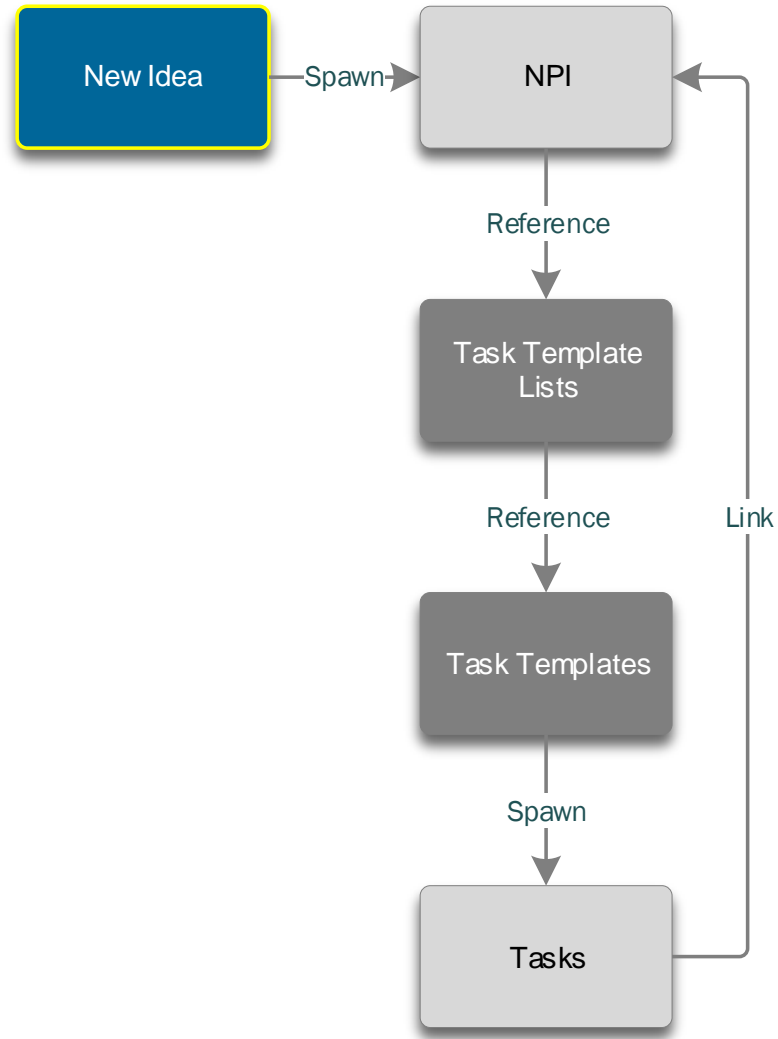 New Idea
Spawn
NPI
Reference
Task Template
Lists
Reference
Link
Task Templates
Spawn
Tasks